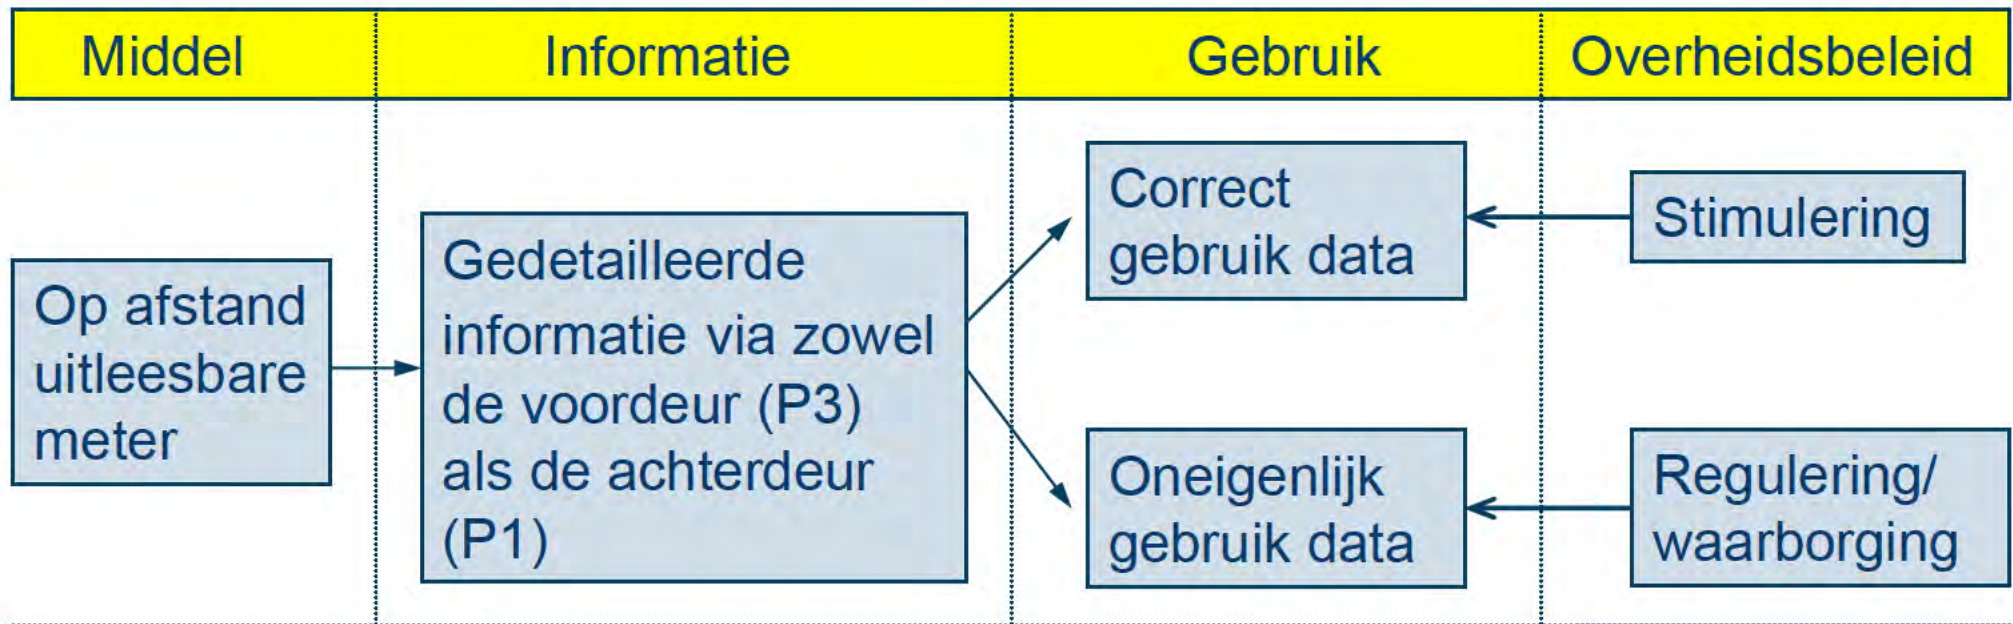 Middel Informatie Gebruik Overheidsbeleid
Op afstand
uitleesbare
meter
Gedetailleerde
informatie via zowel
de voordeur (P3)
als de achterdeur
(P1)
Correct
gebruik data
Oneigenlijk
gebruik data
Stimulering
Regulering/
waarborging